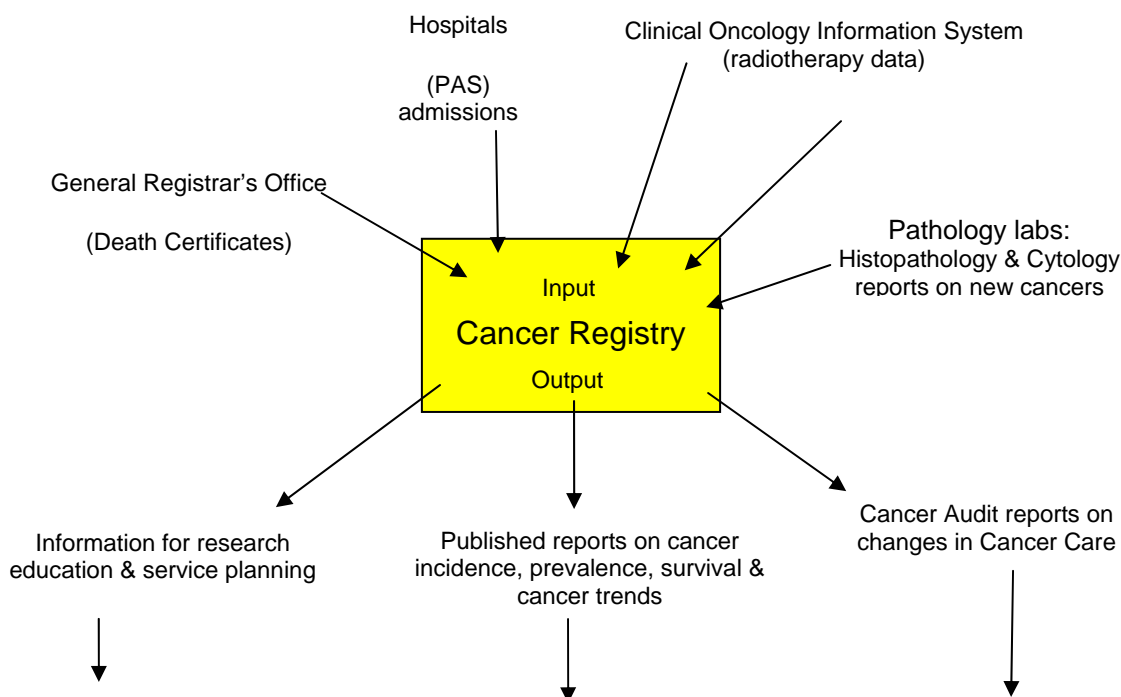 Hospitals
(PAS)
admissions
Clinical Oncology Information System
(radiotherapy data)
General Registrar's Office
(Death Certificates)
Pathology labs:
Histopathology & Cytology
reports on new cancers
Input
Cancer Registry
Output
Information for research
education & service planning
Published reports on cancer
incidence, prevalence, survival &
cancer trends
Cancer Audit reports on
changes in Cancer Care